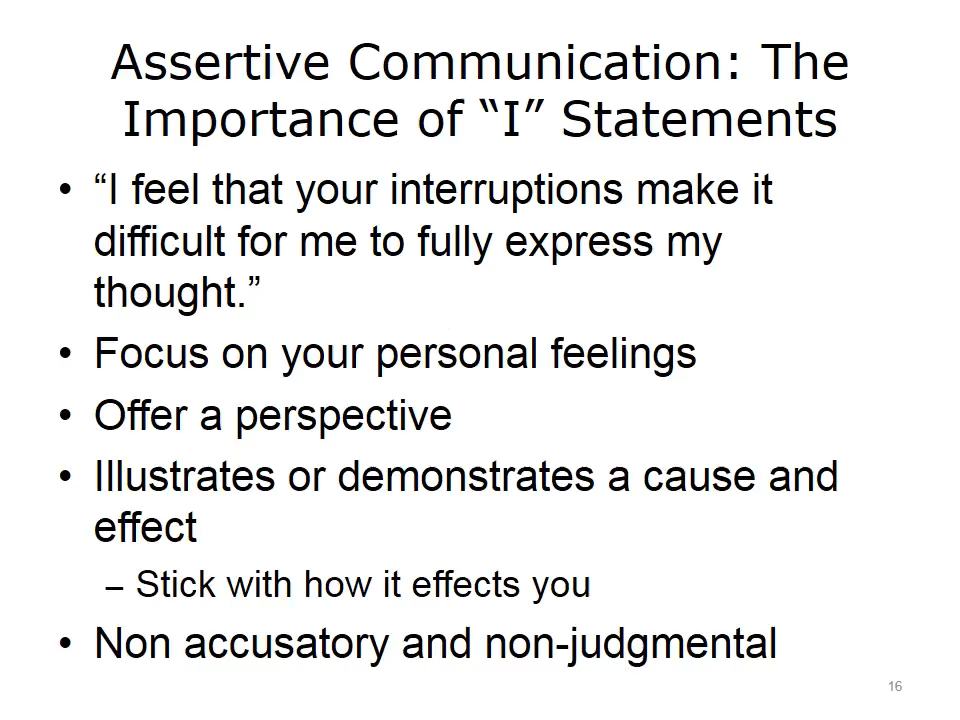 Assertive Communication: The
Importance of “I” Statements
• “I feel that your interruptions make it
difficult for me to fully express my
thought.”
• Focus on your personal feelings
• Offer a perspective
• Illustrates or demonstrates a cause and
effect
– Stick with how it effects you
• Non accusatory and non-judgmental
16